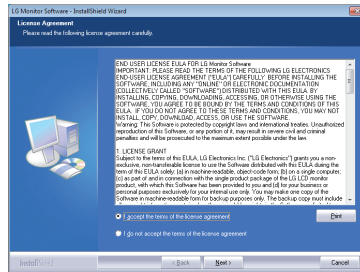 LG Monitor Software - InstallShield Wizard
License Agreement
Please read the following license agreement carefully.
END USER LICENSE EULA FOR LG Monitor Software
IMPORTANT: PLEASE READ THE TERMS OF THE FOLLOWING LG ELECTRONICS
END-USER LICENSE AGREEMENT ("EULA") CAREFULLY BEFORE INSTALLING THE
SOFTWARE, INCLUDING ANY "ONLINE" OR ELECTRONIC DOCUMENTATION
(COLLECTIVELY CALLED "SOFTWARE") DISTRIBUTED WITH THIS EULA. BY
INSTALLING, COPYING, DOWNLOADING, ACCESSING, OR OTHERWISE USING THE
SOFTWARE, YOU AGREE TO BE BOUND BY THE TERMS AND CONDITIONS OF THIS
EULA. IF YOU DO NOT AGREE TO THESE TERMS AND CONDITIONS, YOU MAY NOT
INSTALL, COPY, DOWNLOAD, ACCESS, OR USE THE SOFTWARE.
Warning: This Software is protected by copyright laws and international treaties. Unauthorized
reproduction of this Software, or any portion of it, may result in severe civil and criminal
penalties and will be prosecuted to the maximum extent possible under the law.
1. LICENSE GRANT
Subject to the terms of this EULA, LG Electronics Inc. ("LG Electronics") grants you a non-
exclusive, non-transferable license to use the Software distributed with this EULA during the
term of this EULA solely: (a) in machine-readable, object-code form; (b) on a single computer;
(c) as part of and in connection with the single product package of the LG LCD monitor
product, with which this Software has been provided to you and (d) for your business or
personal purposes exclusively for your internal use only. You may make one copy of the
Software in machine-readable form for backup purposes only. The backup copy must include
I accept the terms of the license agreement
Print
I do not accept the terms of the license agreement
InstallShield
< Back
Next >
Cancel